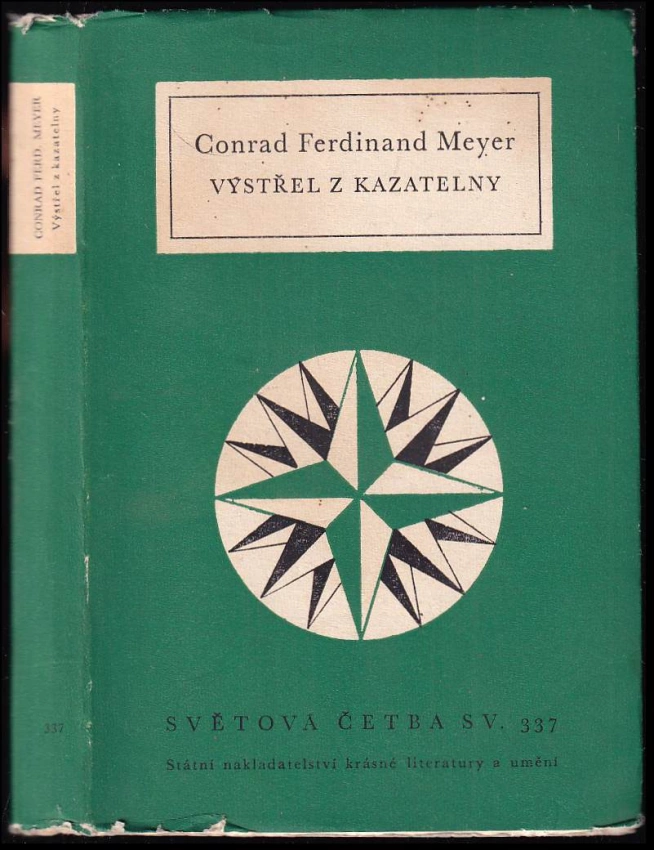 CONRAD FERD. MEYER
Výstřel z kazatelny
337
Conrad Ferdinand Meyer
VÝSTŘEL Z KAZATELNY
SVĚTOVÁ ČETBA SV. 337
Státní nakladatelství krásné literatury a umění